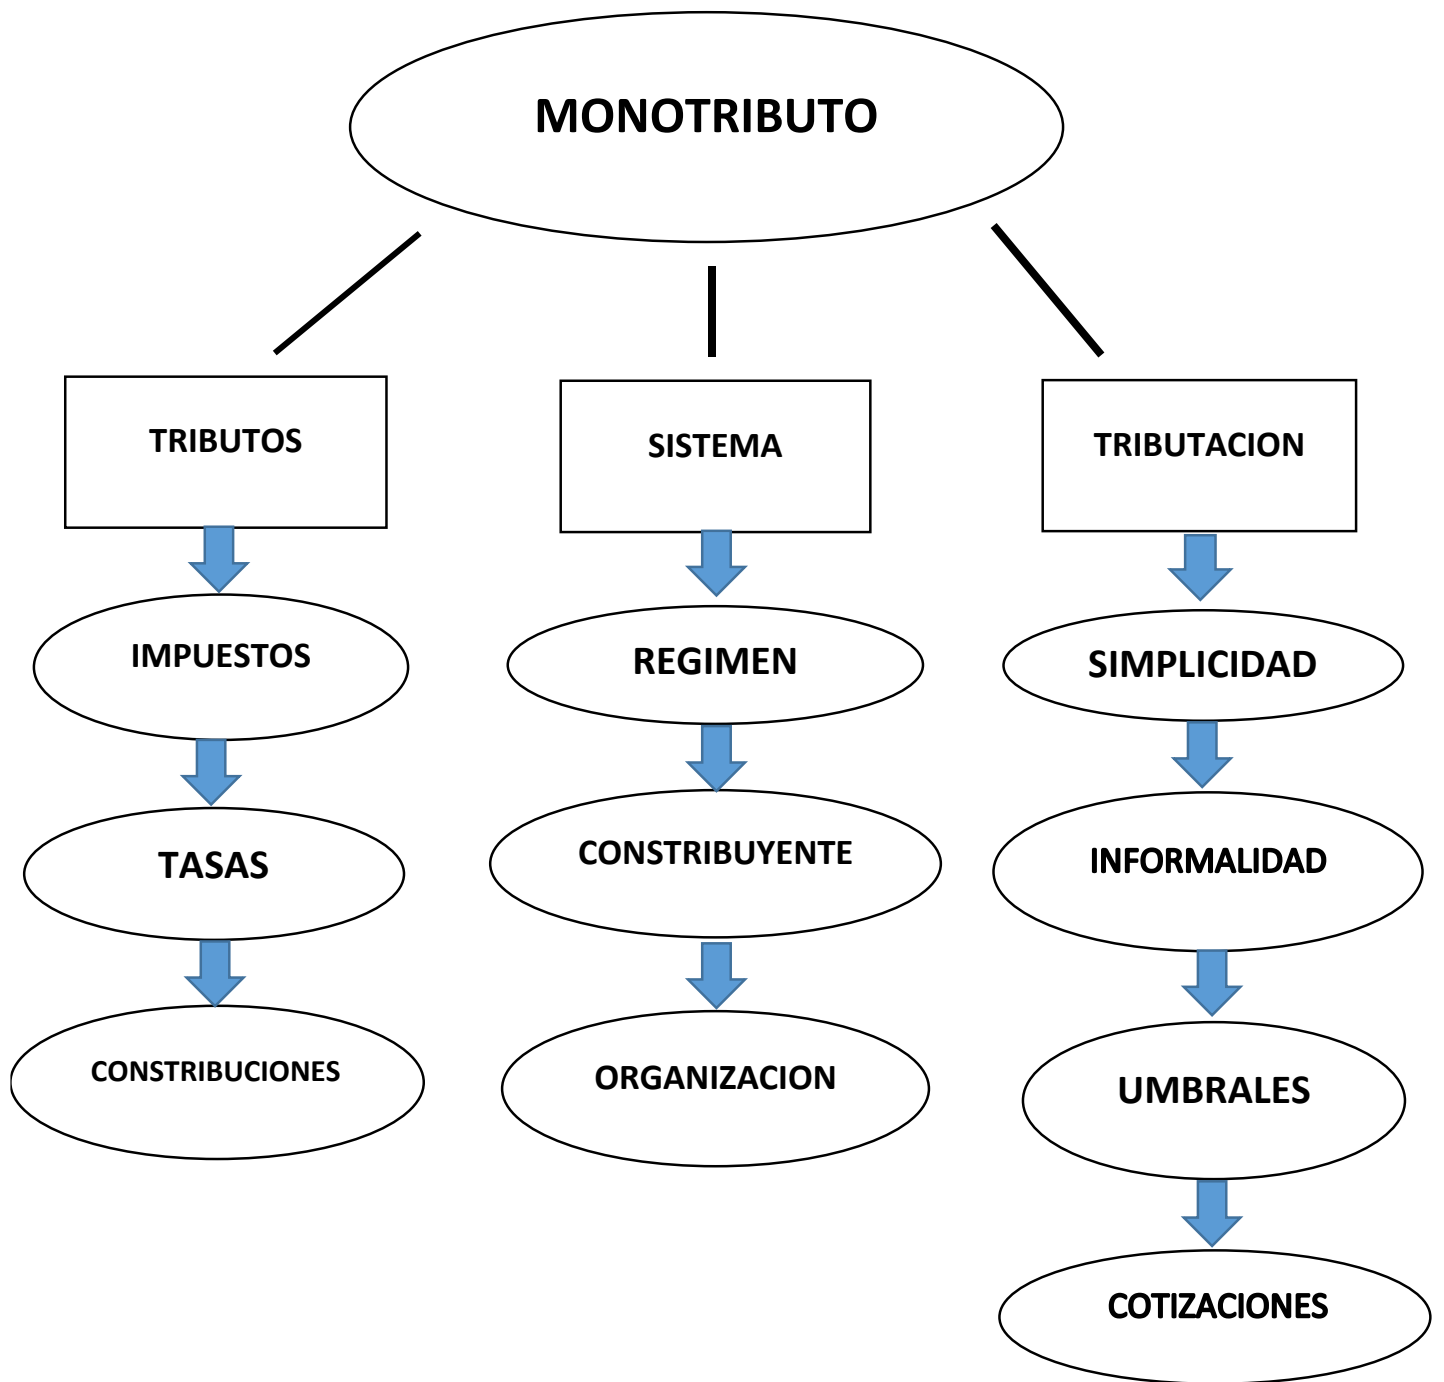 MONOTRIBUTO
TRIBUTOS
SISTEMA
TRIBUTACION
IMPUESTOS
REGIMEN
SIMPLICIDAD
TASAS
CONSTRIBUYENTE
INFORMALIDAD
CONSTRIBUCIONES
ORGANIZACION
UMBRALES
COTIZACIONES